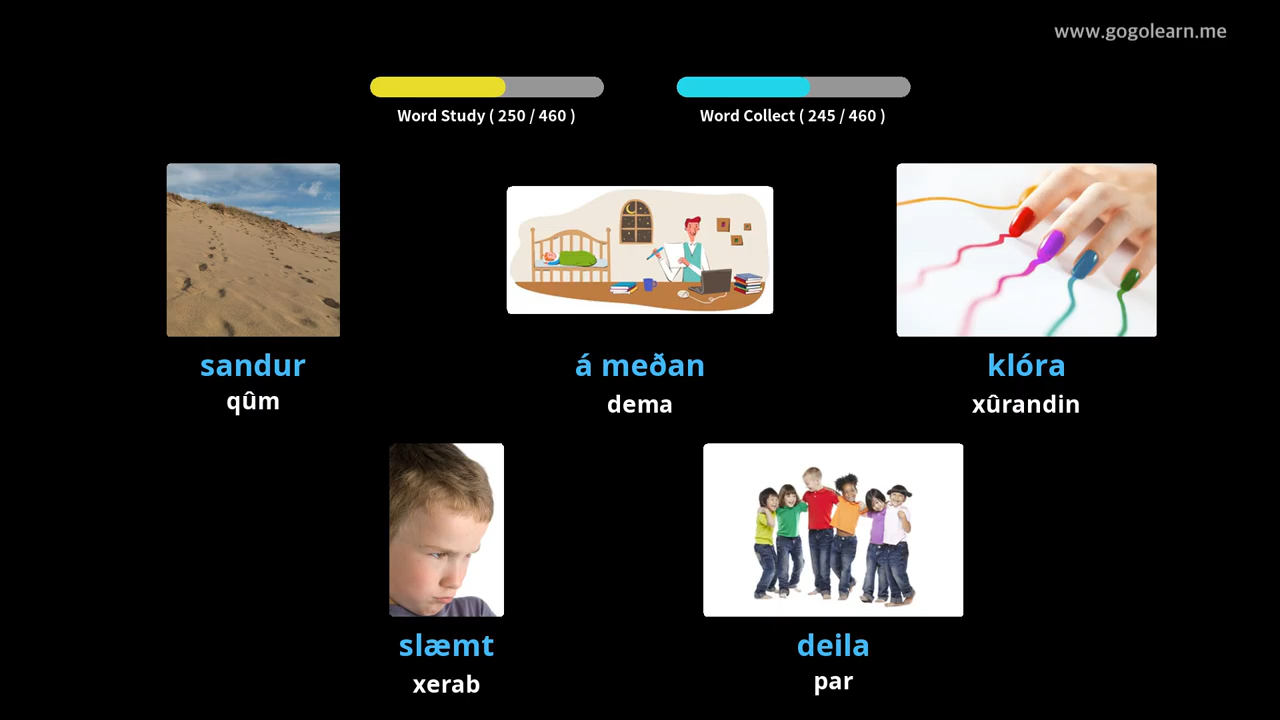 www.gogolearn.me
Word Study ( 250 / 460 )
Word Collect ( 245 / 460 )
sandur
qûm
á meðan
dema
klóra
xûrandin
slæmt
xerab
deila
par